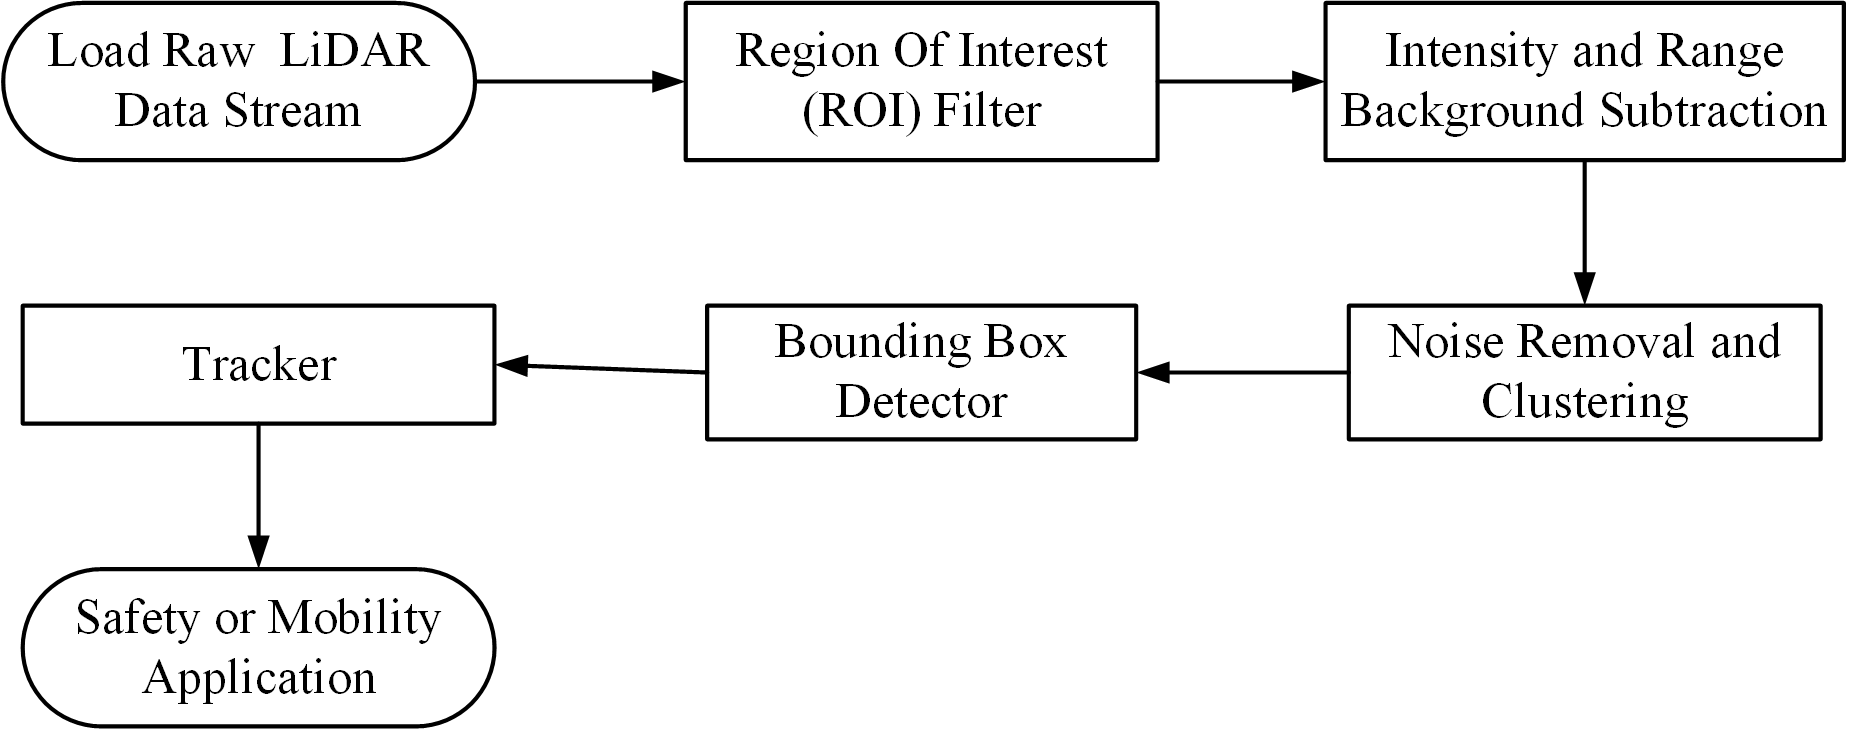 Load Raw LiDAR
Data Stream
Region Of Interest
(ROI) Filter
Intensity and Range
Background Subtraction
Noise Removal and
Clustering
Bounding Box
Detector
Tracker
Safety or Mobility
Application